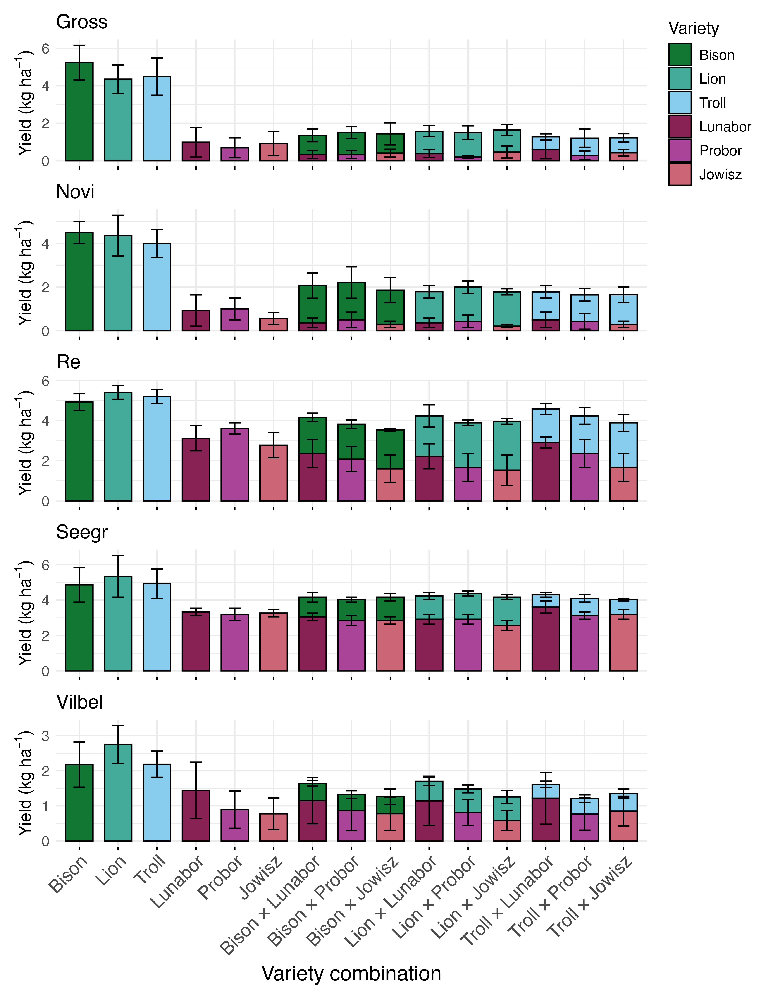 Gross
Yield (kg ha⁻¹)
6
4
2
0
Variety
Bison
Lion
Troll
Lunabor
Probor
Jowisz
Novi
Yield (kg ha⁻¹)
4
2
0
Re
Yield (kg ha⁻¹)
6
4
2
0
Seegr
Yield (kg ha⁻¹)
6
4
2
0
Vilbel
Yield (kg ha⁻¹)
3
2
1
0
Bison
Lion
Troll
Lunabor
Probor
Jowisz
Bison × Lunabor
Bison × Probor
Bison × Jowisz
Lion × Lunabor
Lion × Probor
Lion × Jowisz
Troll × Lunabor
Troll × Probor
Troll × Jowisz
Variety combination